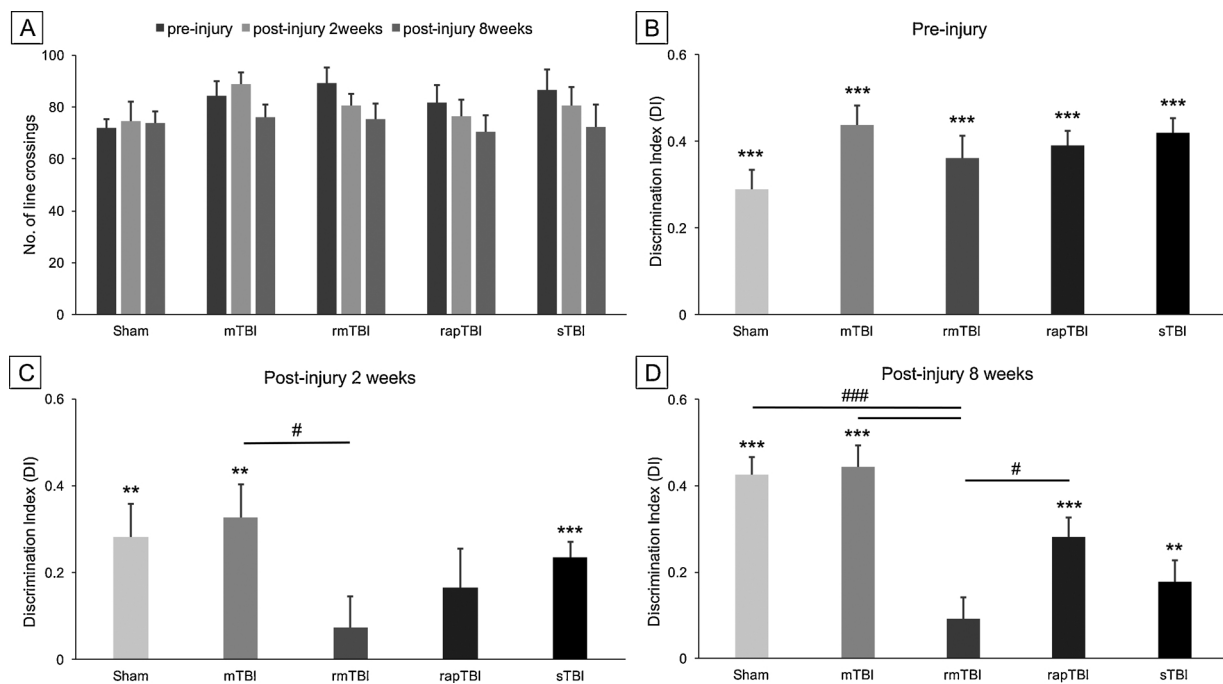 A
pre-injury post-injury 2weeks post-injury 8weeks
No. of line crossings
100
80
60
40
20
0
Sham mTBI rmTBI rapTBI sTBI
B
Pre-injury
Discrimination Index (DI)
0.6
0.4
0.2
0
*** *** *** *** ***
Sham mTBI rmTBI rapTBI sTBI
C
Post-injury 2 weeks
Discrimination Index (DI)
0.6
0.4
0.2
0
#
** ** ***
Sham mTBI rmTBI rapTBI sTBI
D
Post-injury 8 weeks
Discrimination Index (DI)
0.6
0.4
0.2
0
###
#
*** *** *** **
Sham mTBI rmTBI rapTBI sTBI